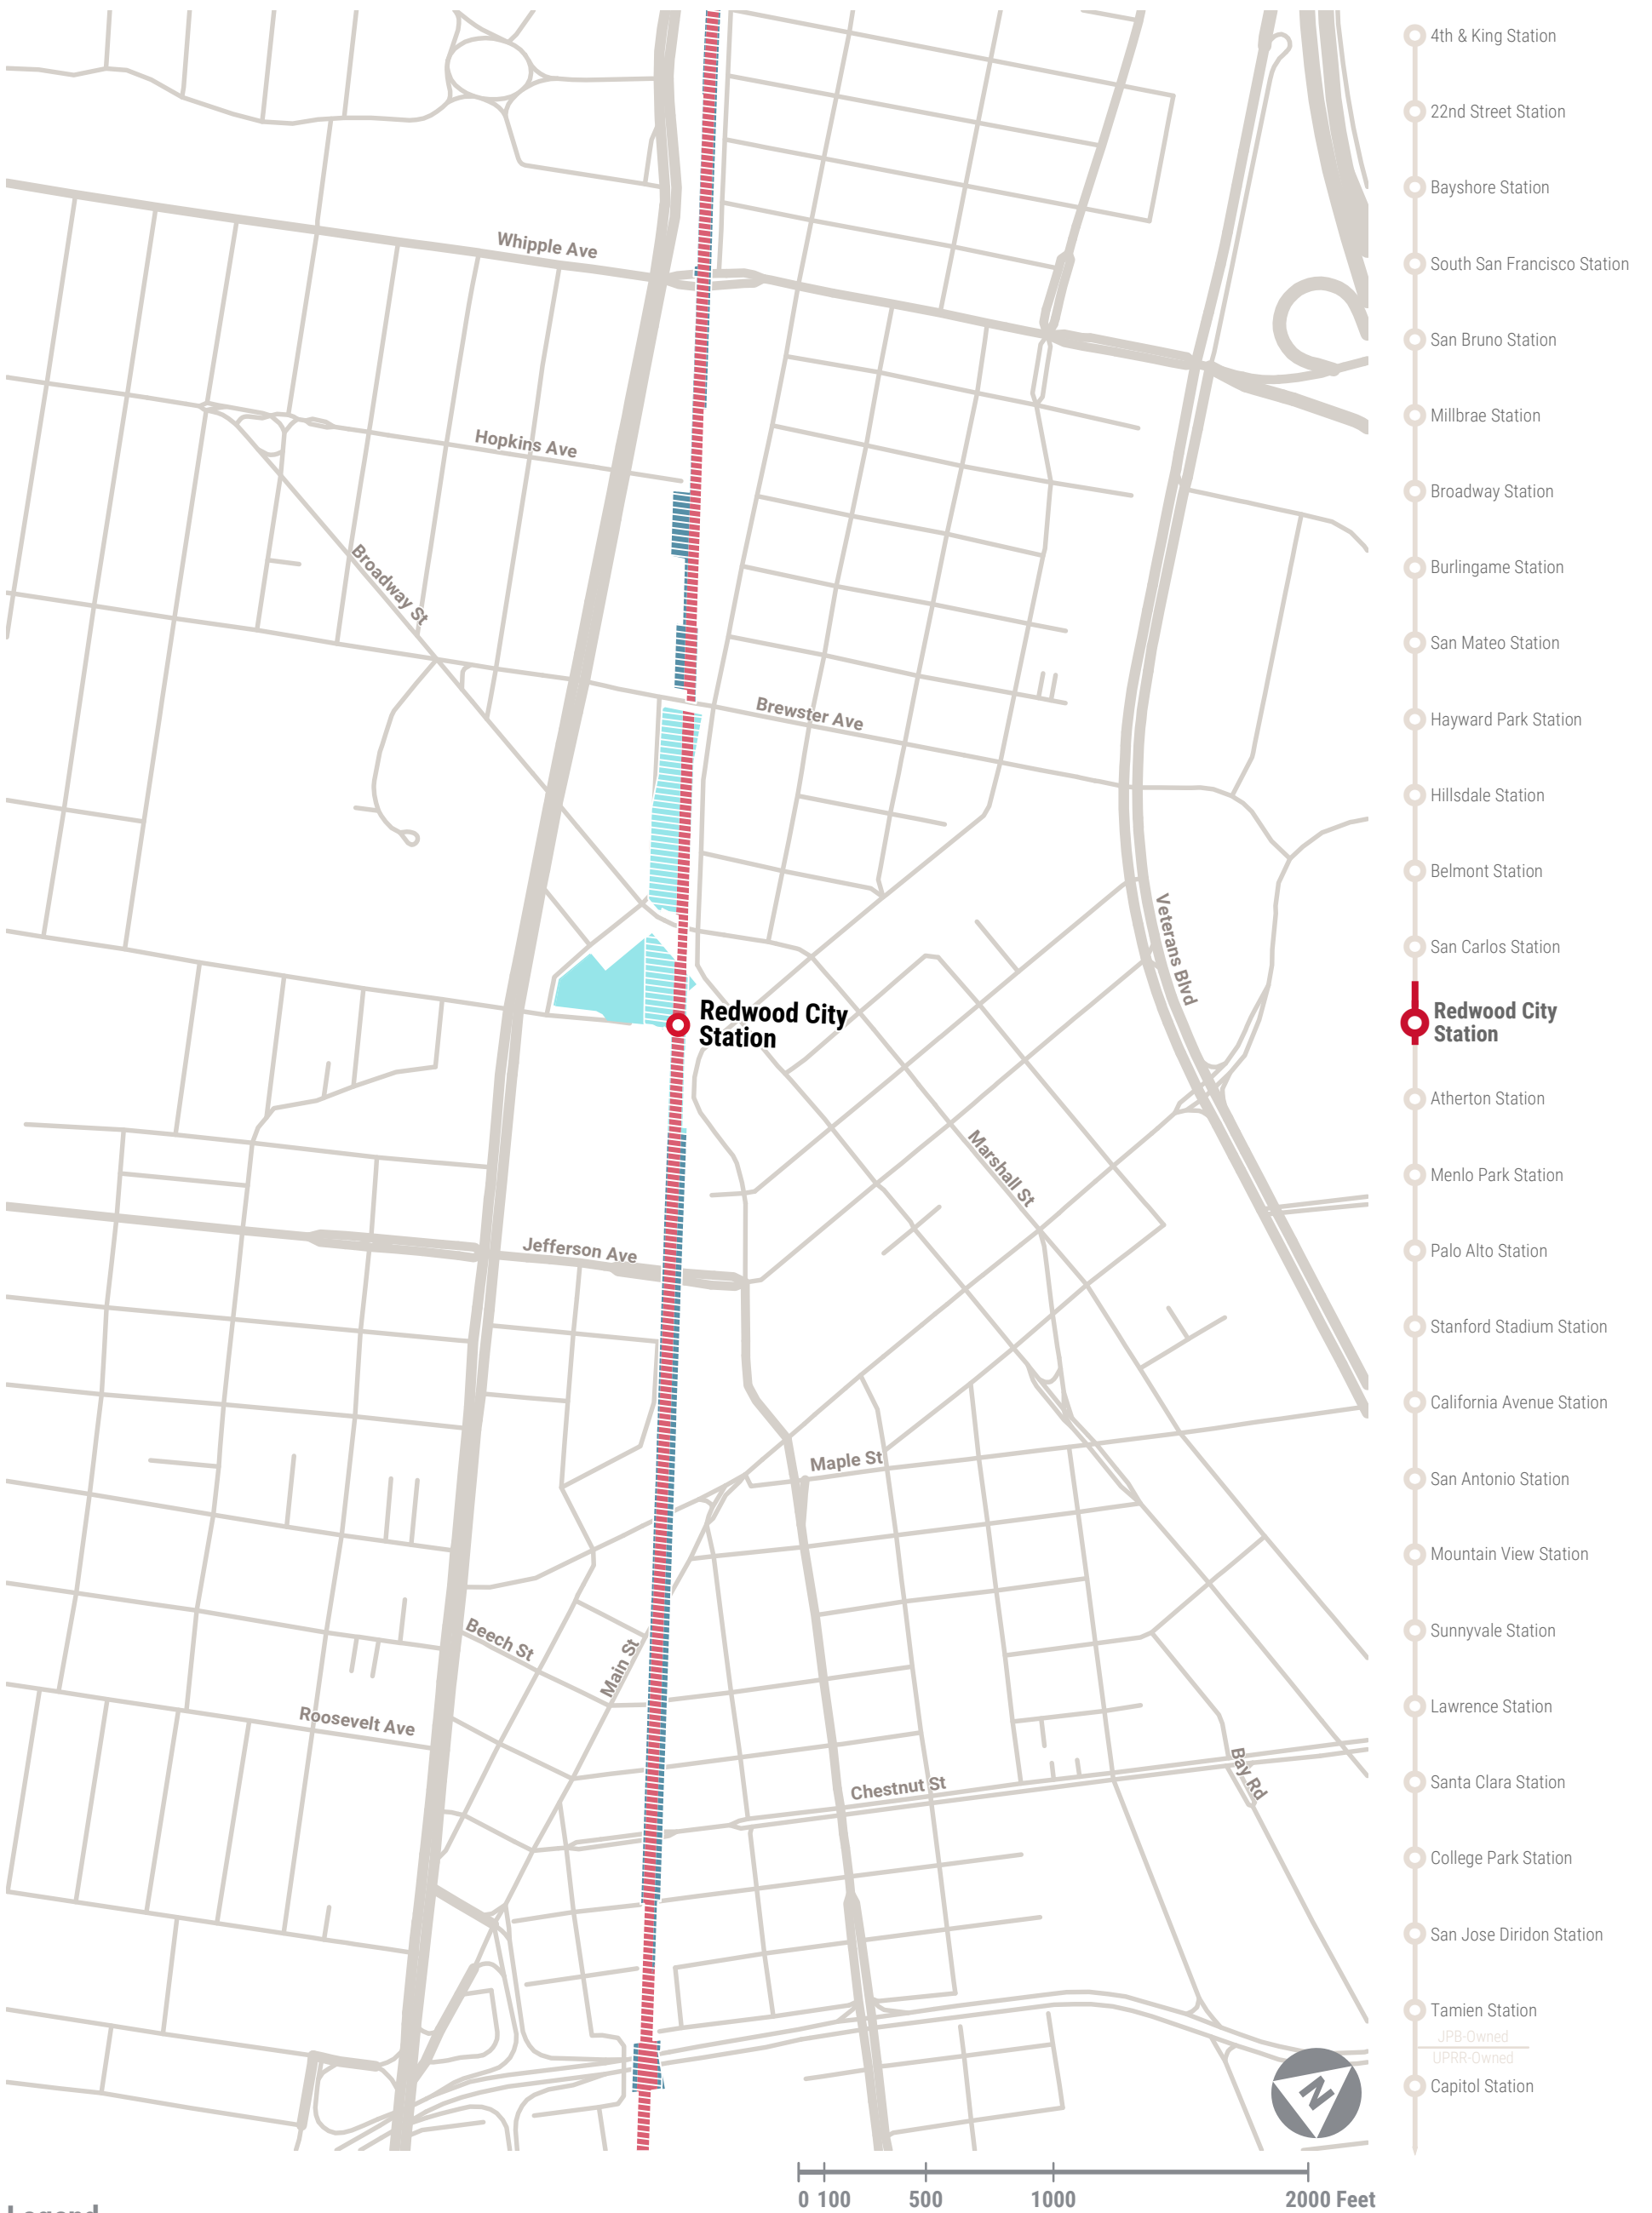 Whipple Ave
Hopkins Ave
Broadway St
Brewster Ave
Veterans Blvd
Redwood City
Station
Marshall St
Jefferson Ave
Maple St
Beech St
Main St
Roosevelt Ave
Chestnut St
Bay Rd
4th & King Station
22nd Street Station
Bayshore Station
South San Francisco Station
San Bruno Station
Millbrae Station
Broadway Station
Burlingame Station
San Mateo Station
Hayward Park Station
Hillsdale Station
Belmont Station
San Carlos Station
Redwood City
Station
Atherton Station
Menlo Park Station
Palo Alto Station
Stanford Stadium Station
California Avenue Station
San Antonio Station
Mountain View Station
Sunnyvale Station
Lawrence Station
Santa Clara Station
College Park Station
San Jose Diridon Station
Tamien Station
JPB-Owned
UPRR-Owned
Capitol Station
N
0 100 500 1000 2000 Feet
Legend